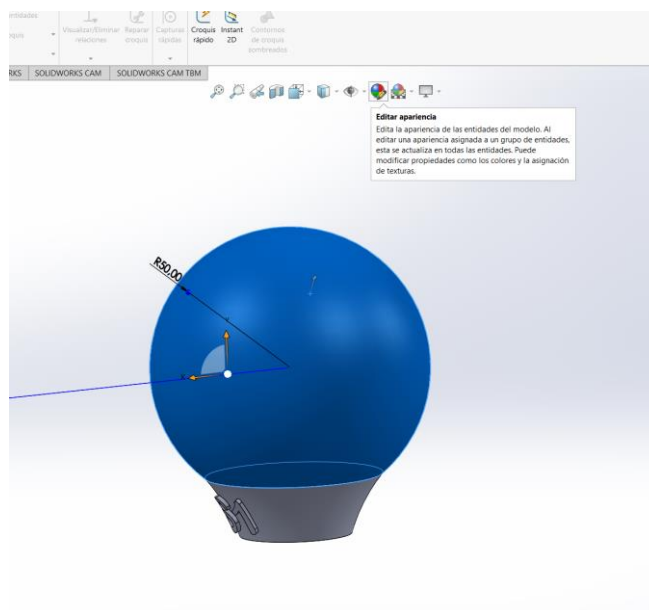 entidades
Visualizar/Eliminar relaciones
Reparar croquis
Capturas rápidas
Croquis rápido
Instant 2D
Contornos de croquis sombreados
SOLIDWORKS CAM
SOLIDWORKS CAM TBM
Editar apariencia
Edita la apariencia de las entidades del modelo. Al
editar una apariencia asignada a un grupo de entidades,
esta se actualiza en todas las entidades. Puede
modificar propiedades como los colores y la asignación
de texturas.
R50.00
Y
X